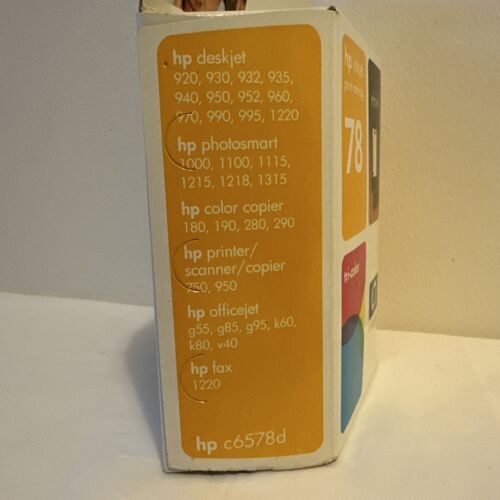 hp deskjet
920, 930, 932, 935,
940, 950, 952, 960,
970, 990, 995, 1220
hp photosmart
1000, 1100, 1115,
1215, 1218, 1315
hp color copier
180, 190, 280, 290
hp printer/
scanner/copier
750, 950
hp officejet
g55, g85, g95, k60,
k80, v40
hp fax
1220
hp c6578d
hp inkjet
78
tri-color